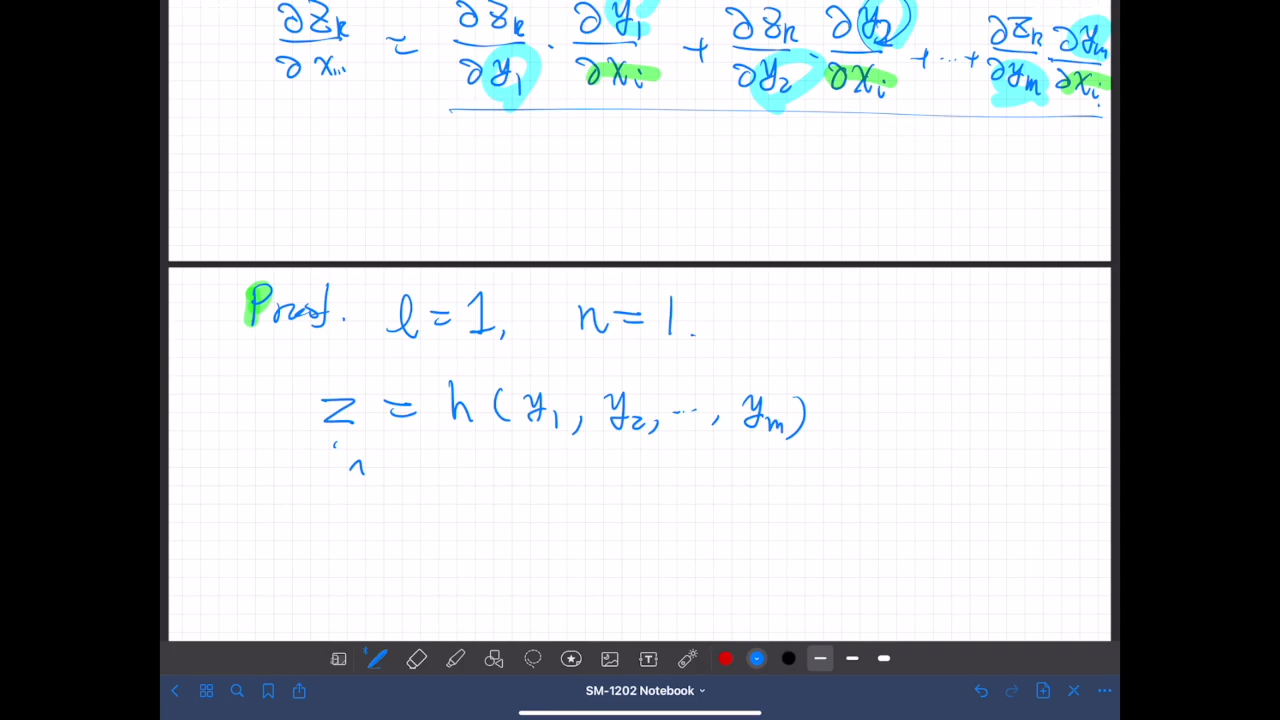 ∂z_k/∂x... = ∂z_k/∂y_1 · ∂y_1/∂x_i + ∂z_k/∂y_2 · ∂y_2/∂x_i + ... + ∂z_k/∂y_m ∂y_m/∂x_i
Proof. l = 1, n = 1.
z = h(y_1, y_2, ..., y_m)
SM-1202 Notebook